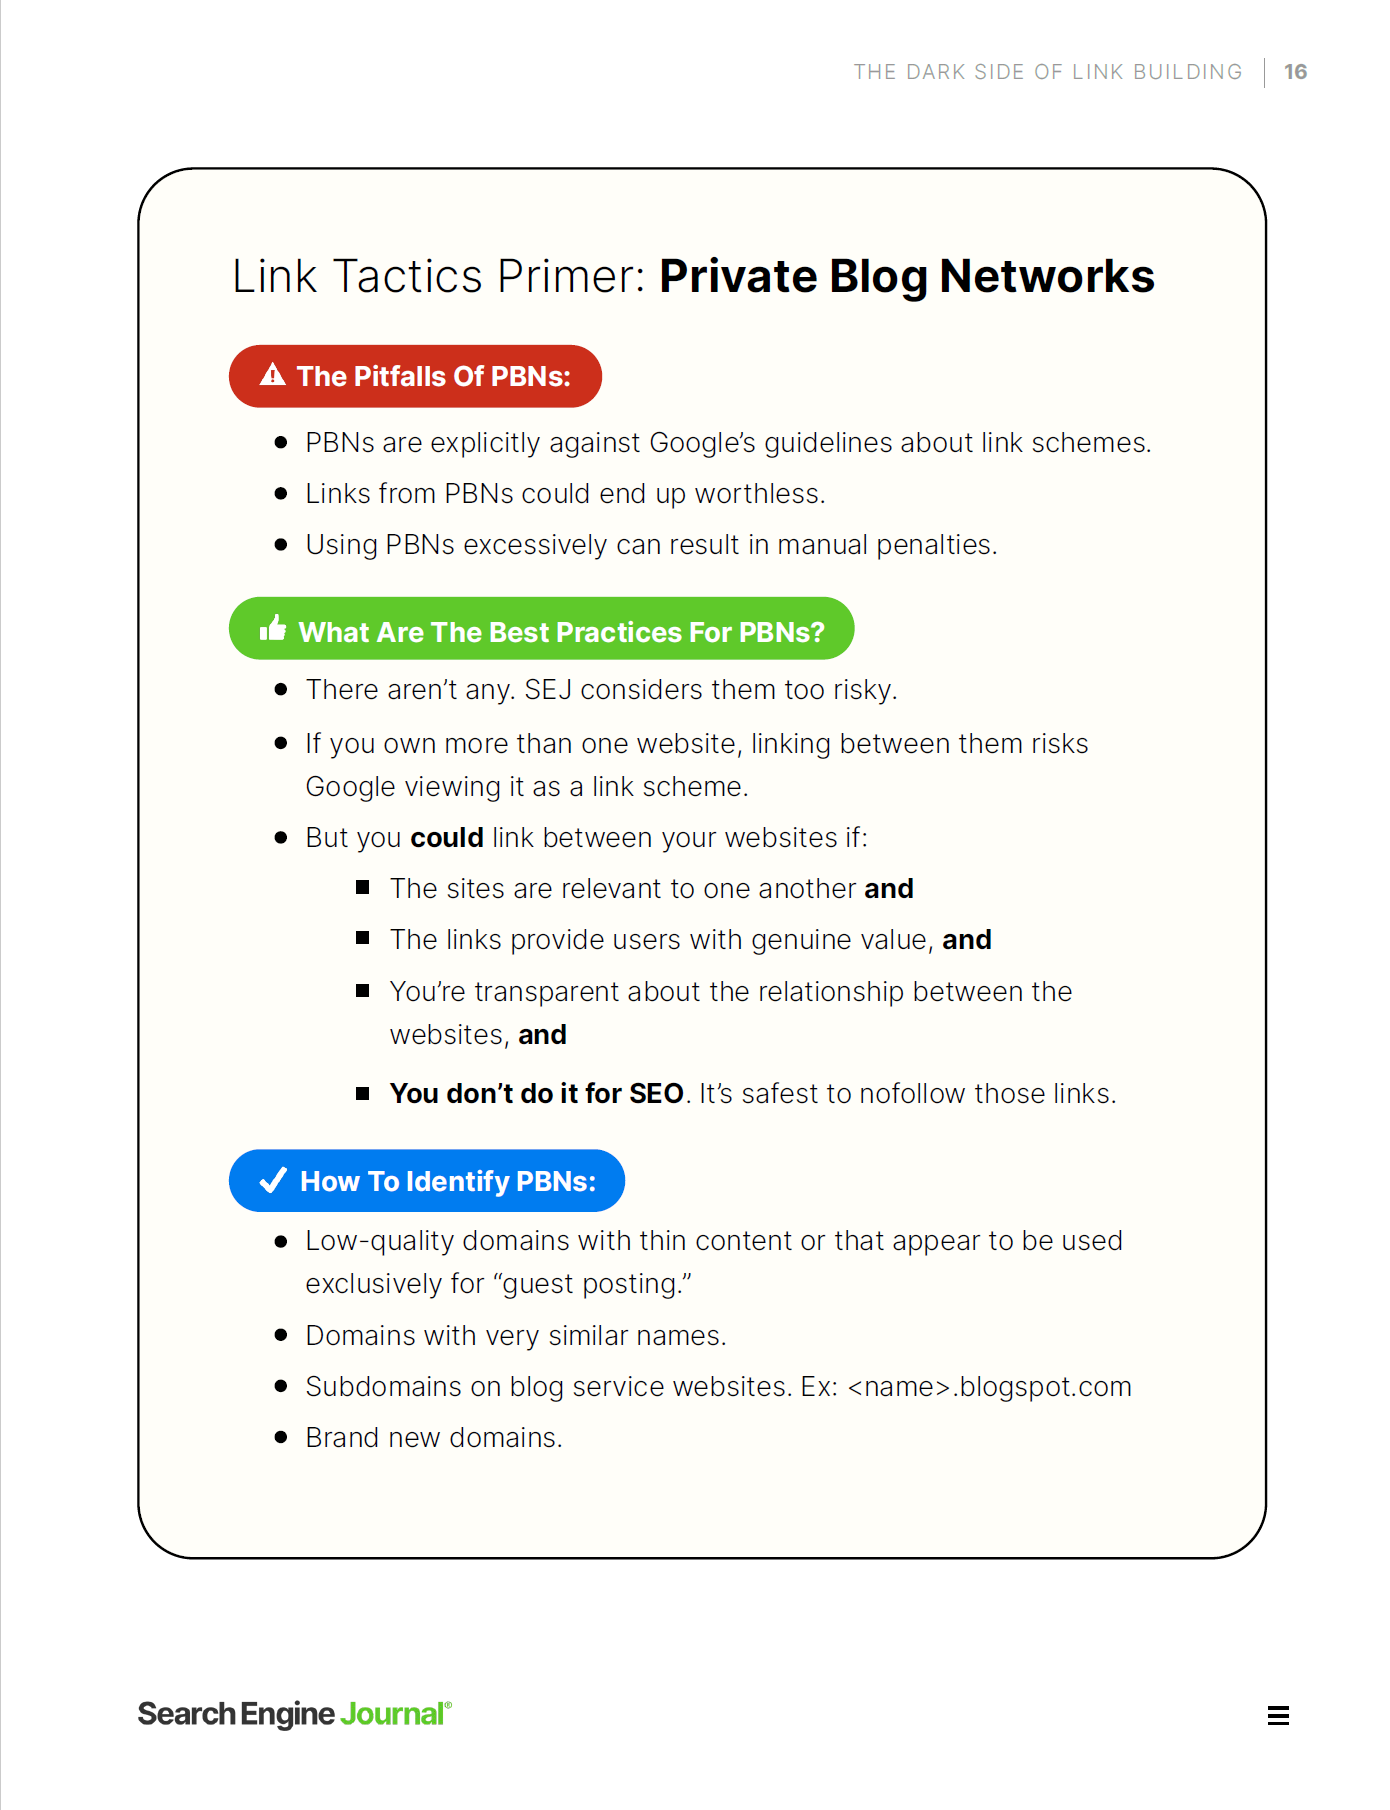 THE DARK SIDE OF LINK BUILDING 16
Link Tactics Primer: Private Blog Networks
The Pitfalls Of PBNs:
● PBNs are explicitly against Google’s guidelines about link schemes.
● Links from PBNs could end up worthless.
● Using PBNs excessively can result in manual penalties.
What Are The Best Practices For PBNs?
● There aren’t any. SEJ considers them too risky.
● If you own more than one website, linking between them risks
Google viewing it as a link scheme.
● But you could link between your websites if:
■ The sites are relevant to one another and
■ The links provide users with genuine value, and
■ You’re transparent about the relationship between the
websites, and
■ You don’t do it for SEO. It’s safest to nofollow those links.
How To Identify PBNs:
● Low-quality domains with thin content or that appear to be used
exclusively for “guest posting.”
● Domains with very similar names.
● Subdomains on blog service websites. Ex: <name>.blogspot.com
● Brand new domains.
Search Engine Journal®